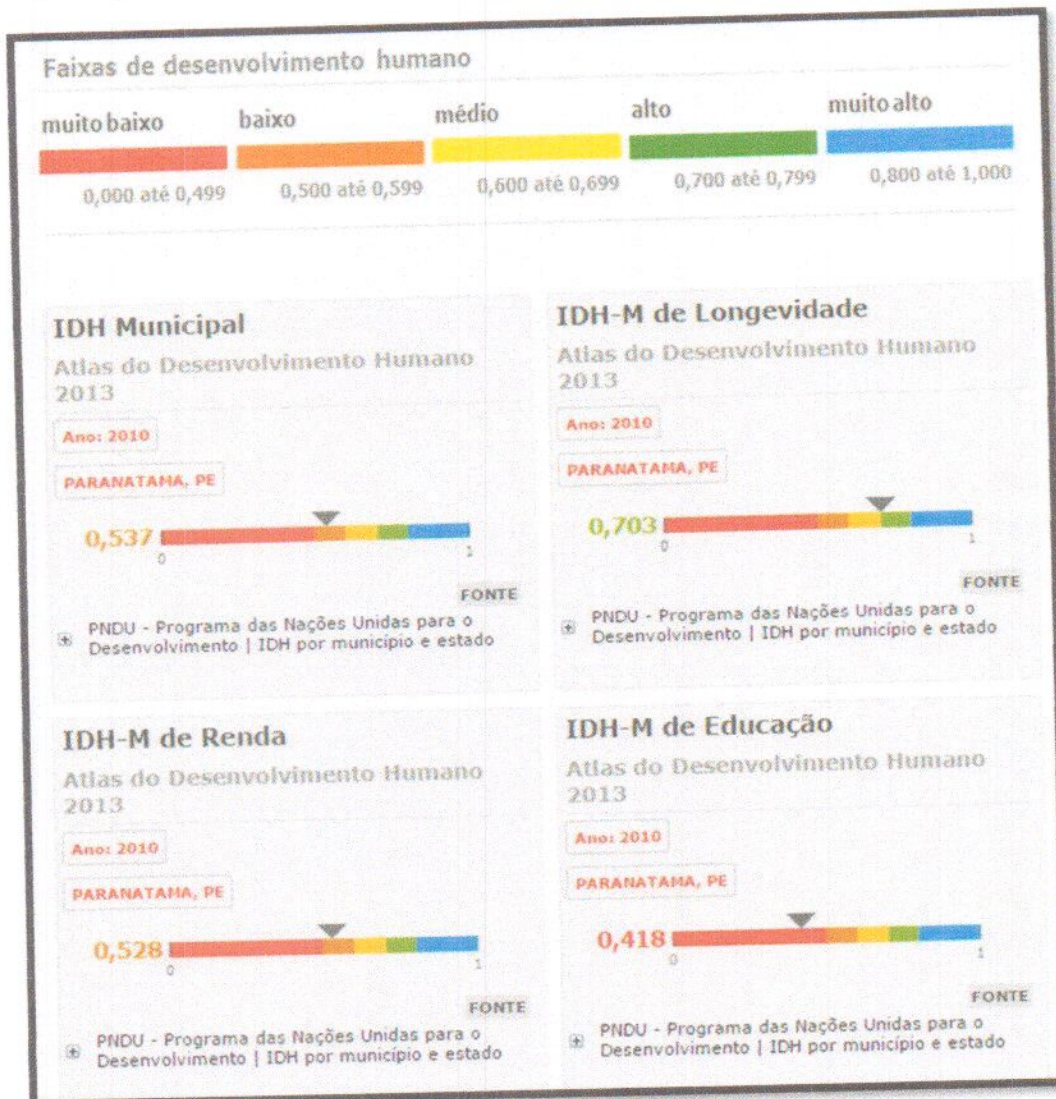 Faixas de desenvolvimento humano
muito baixo
baixo
médio
alto
muito alto
0,000 até 0,499
0,500 até 0,599
0,600 até 0,699
0,700 até 0,799
0,800 até 1,000
IDH Municipal
Atlas do Desenvolvimento Humano
2013
Ano: 2010
PARANATAMA, PE
0,537
0
1
FONTE
PNDU - Programa das Nações Unidas para o
Desenvolvimento | IDH por município e estado
IDH-M de Longevidade
Atlas do Desenvolvimento Humano
2013
Ano: 2010
PARANATAMA, PE
0,703
0
1
FONTE
PNDU - Programa das Nações Unidas para o
Desenvolvimento | IDH por município e estado
IDH-M de Renda
Atlas do Desenvolvimento Humano
2013
Ano: 2010
PARANATAMA, PE
0,528
0
1
FONTE
PNDU - Programa das Nações Unidas para o
Desenvolvimento | IDH por município e estado
IDH-M de Educação
Atlas do Desenvolvimento Humano
2013
Ano: 2010
PARANATAMA, PE
0,418
0
1
FONTE
PNDU - Programa das Nações Unidas para o
Desenvolvimento | IDH por município e estado